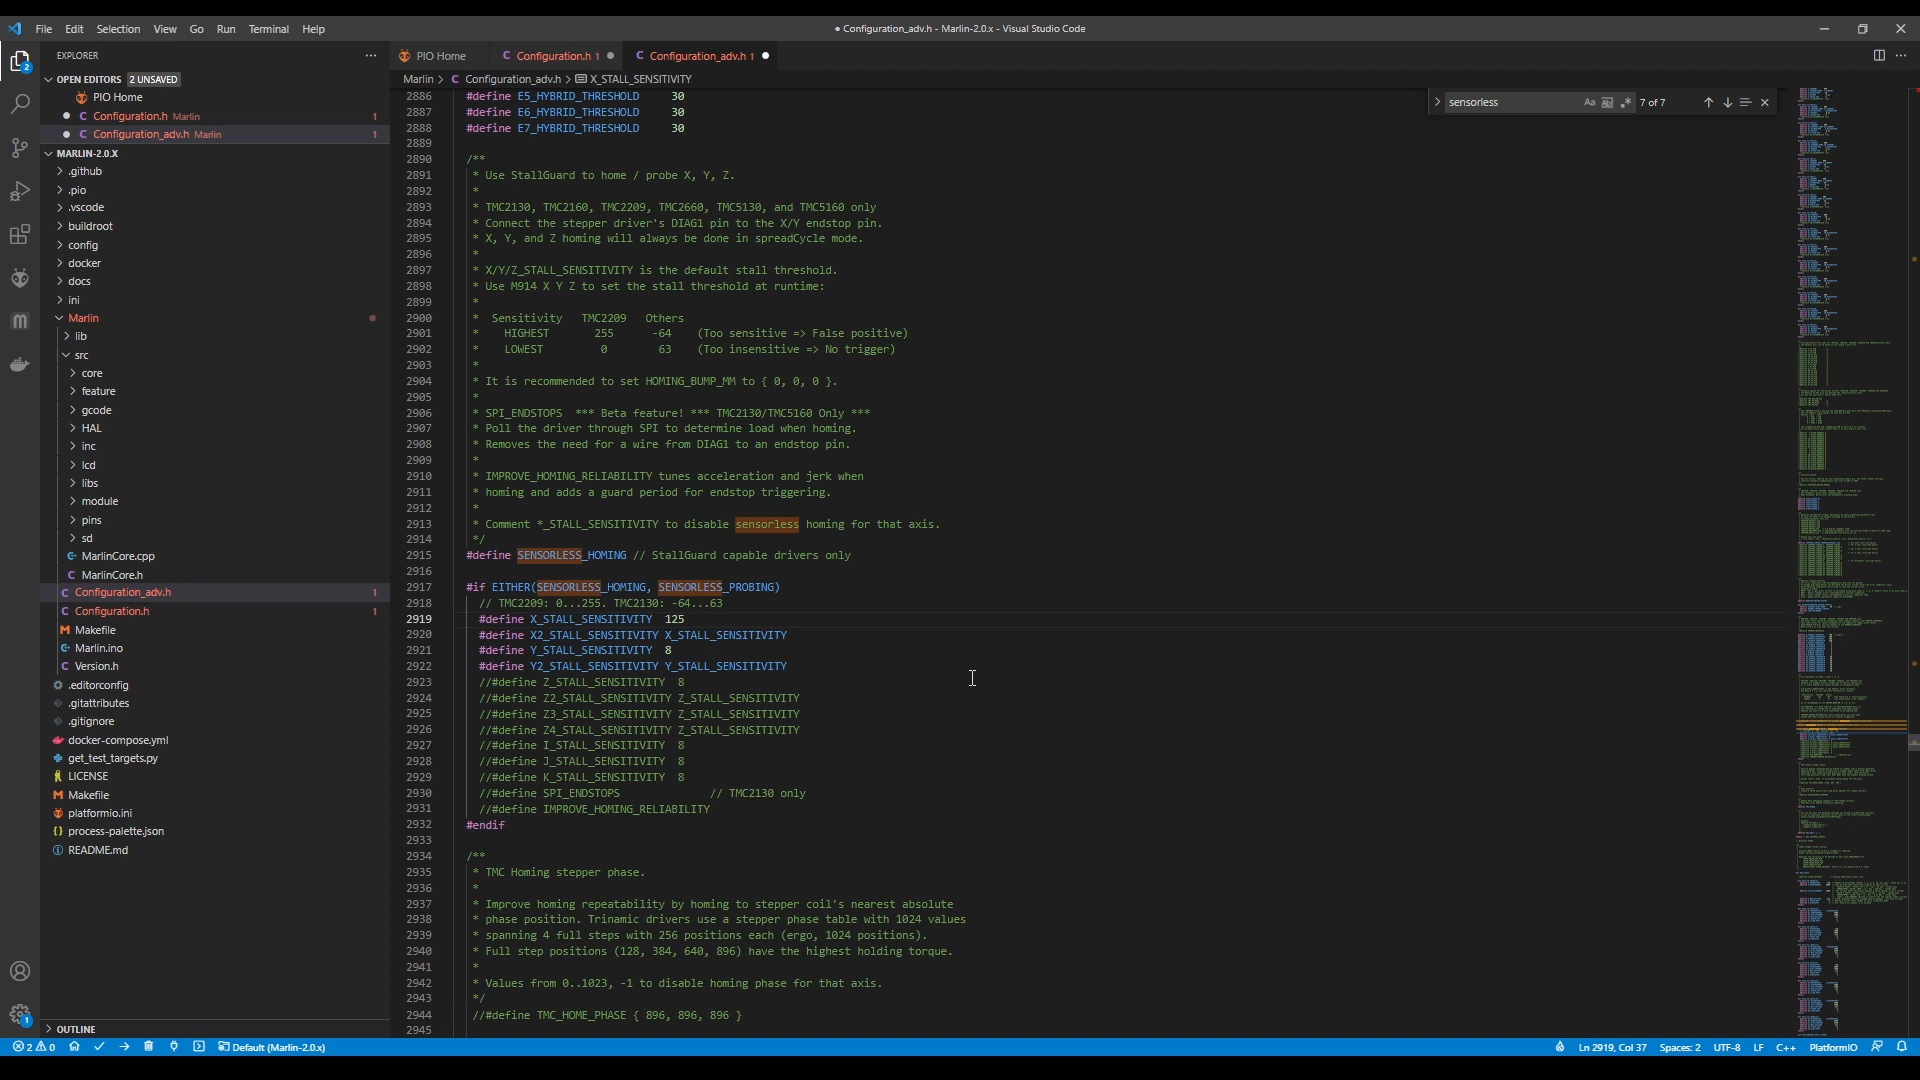 File Edit Selection View Go Run Terminal Help
● Configuration_adv.h - Marlin-2.0.x - Visual Studio Code
EXPLORER
PIO Home
Configuration.h 1
Configuration_adv.h 1
OPEN EDITORS 2 UNSAVED
PIO Home
Configuration.h Marlin 1
Configuration_adv.h Marlin 1
MARLIN-2.0.X
.github
.pio
.vscode
buildroot
config
docker
docs
ini
Marlin
lib
src
core
feature
gcode
HAL
inc
lcd
libs
module
pins
sd
MarlinCore.cpp
MarlinCore.h
Configuration_adv.h 1
Configuration.h 1
Makefile
Marlin.ino
Version.h
.editorconfig
.gitattributes
.gitignore
docker-compose.yml
get_test_targets.py
LICENSE
Makefile
platformio.ini
process-palette.json
README.md
OUTLINE
Marlin > C Configuration_adv.h > X_STALL_SENSITIVITY
sensorless Aa Abl .* 7 of 7
2886 #define E5_HYBRID_THRESHOLD 30
2887 #define E6_HYBRID_THRESHOLD 30
2888 #define E7_HYBRID_THRESHOLD 30
2889
2890 /**
2891 * Use StallGuard to home / probe X, Y, Z.
2892 *
2893 * TMC2130, TMC2160, TMC2209, TMC2660, TMC5130, and TMC5160 only
2894 * Connect the stepper driver's DIAG1 pin to the X/Y endstop pin.
2895 * X, Y, and Z homing will always be done in spreadCycle mode.
2896 *
2897 * X/Y/Z_STALL_SENSITIVITY is the default stall threshold.
2898 * Use M914 X Y Z to set the stall threshold at runtime:
2899 *
2900 * Sensitivity TMC2209 Others
2901 * HIGHEST 255 -64 (Too sensitive => False positive)
2902 * LOWEST 0 63 (Too insensitive => No trigger)
2903 *
2904 * It is recommended to set HOMING_BUMP_MM to { 0, 0, 0 }.
2905 *
2906 * SPI_ENDSTOPS *** Beta feature! *** TMC2130/TMC5160 Only ***
2907 * Poll the driver through SPI to determine load when homing.
2908 * Removes the need for a wire from DIAG1 to an endstop pin.
2909 *
2910 * IMPROVE_HOMING_RELIABILITY tunes acceleration and jerk when
2911 * homing and adds a guard period for endstop triggering.
2912 *
2913 * Comment *_STALL_SENSITIVITY to disable sensorless homing for that axis.
2914 */
2915 #define SENSORLESS_HOMING // StallGuard capable drivers only
2916
2917 #if EITHER(SENSORLESS_HOMING, SENSORLESS_PROBING)
2918 // TMC2209: 0...255. TMC2130: -64...63
2919 #define X_STALL_SENSITIVITY 125
2920 #define X2_STALL_SENSITIVITY X_STALL_SENSITIVITY
2921 #define Y_STALL_SENSITIVITY 8
2922 #define Y2_STALL_SENSITIVITY Y_STALL_SENSITIVITY
2923 //#define Z_STALL_SENSITIVITY 8
2924 //#define Z2_STALL_SENSITIVITY Z_STALL_SENSITIVITY
2925 //#define Z3_STALL_SENSITIVITY Z_STALL_SENSITIVITY
2926 //#define Z4_STALL_SENSITIVITY Z_STALL_SENSITIVITY
2927 //#define I_STALL_SENSITIVITY 8
2928 //#define J_STALL_SENSITIVITY 8
2929 //#define K_STALL_SENSITIVITY 8
2930 //#define SPI_ENDSTOPS // TMC2130 only
2931 //#define IMPROVE_HOMING_RELIABILITY
2932 #endif
2933
2934 /**
2935 * TMC Homing stepper phase.
2936 *
2937 * Improve homing repeatability by homing to stepper coil's nearest absolute
2938 * phase position. Trinamic drivers use a stepper phase table with 1024 values
2939 * spanning 4 full steps with 256 positions each (ergo, 1024 positions).
2940 * Full step positions (128, 384, 640, 896) have the highest holding torque.
2941 *
2942 * Values from 0..1023, -1 to disable homing phase for that axis.
2943 */
2944 //#define TMC_HOME_PHASE { 896, 896, 896 }
2945
2 0 Default (Marlin-2.0.x)
Ln 2919, Col 37 Spaces: 2 UTF-8 LF C++ PlatformIO